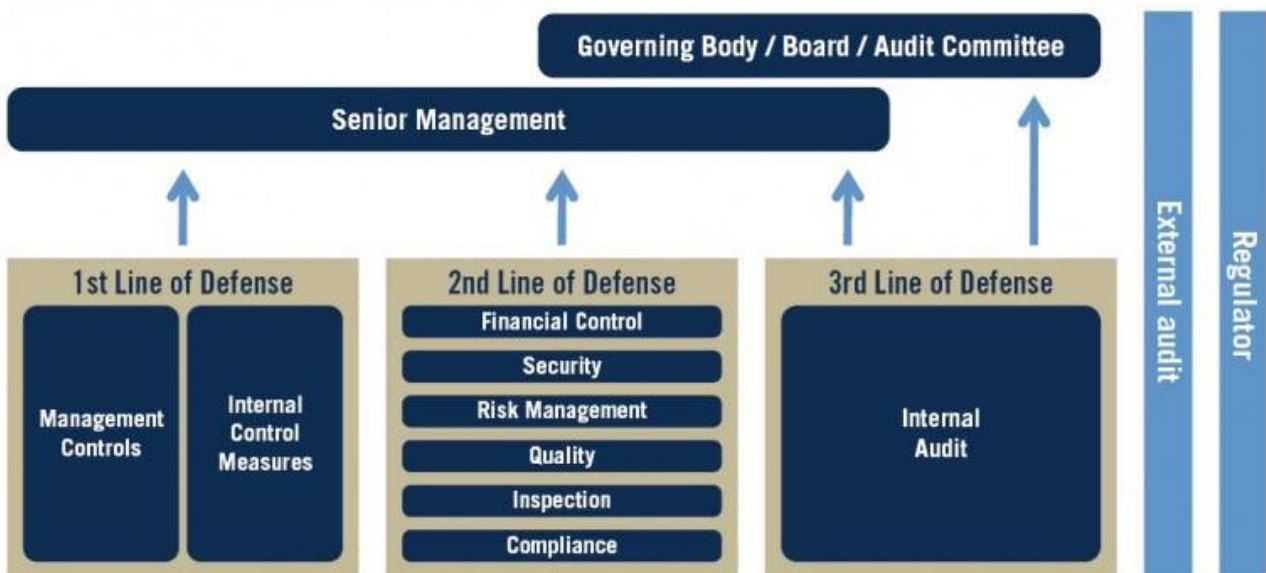 Governing Body / Board / Audit Committee
Senior Management
1st Line of Defense
Management
Controls
Internal
Control
Measures
2nd Line of Defense
Financial Control
Security
Risk Management
Quality
Inspection
Compliance
3rd Line of Defense
Internal
Audit
External audit
Regulator